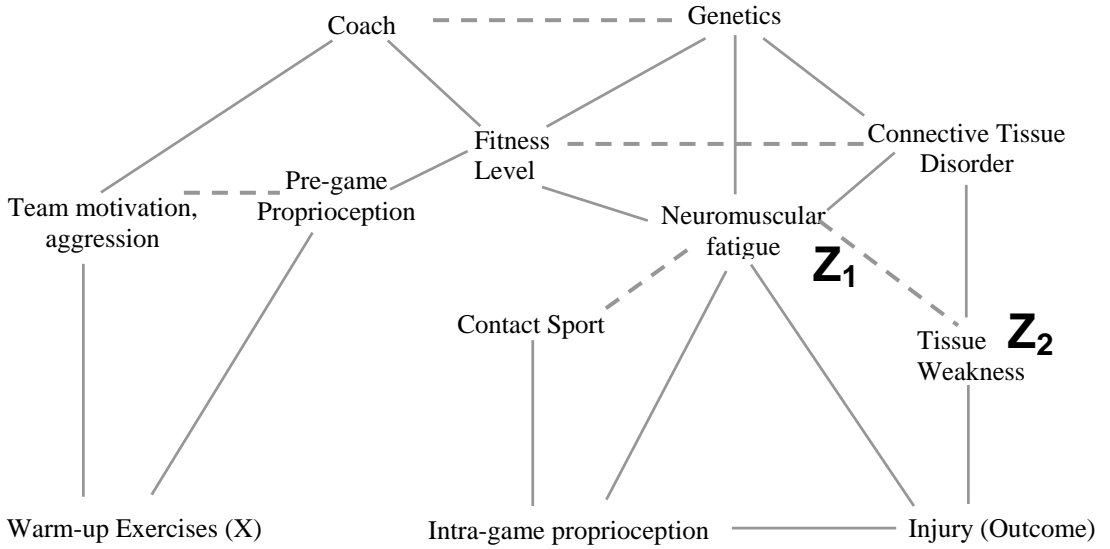 Coach
Genetics
Fitness
Level
Connective Tissue
Disorder
Pre-game
Proprioception
Team motivation,
aggression
Neuromuscular
fatigue
Z1
Contact Sport
Tissue
Weakness
Z2
Warm-up Exercises (X)
Intra-game proprioception
Injury (Outcome)